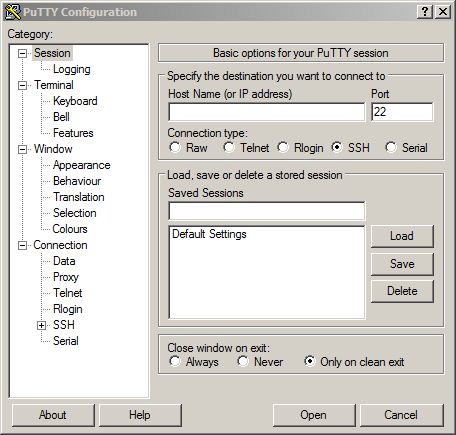 PuTTY Configuration
Category:
Session
Logging
Terminal
Keyboard
Bell
Features
Window
Appearance
Behaviour
Translation
Selection
Colours
Connection
Data
Proxy
Telnet
Rlogin
SSH
Serial
Basic options for your PuTTY session
Specify the destination you want to connect to
Host Name (or IP address) Port
22
Connection type:
Raw Telnet Rlogin SSH Serial
Load, save or delete a stored session
Saved Sessions
Default Settings
Load
Save
Delete
Close window on exit:
Always Never Only on clean exit
About Help Open Cancel